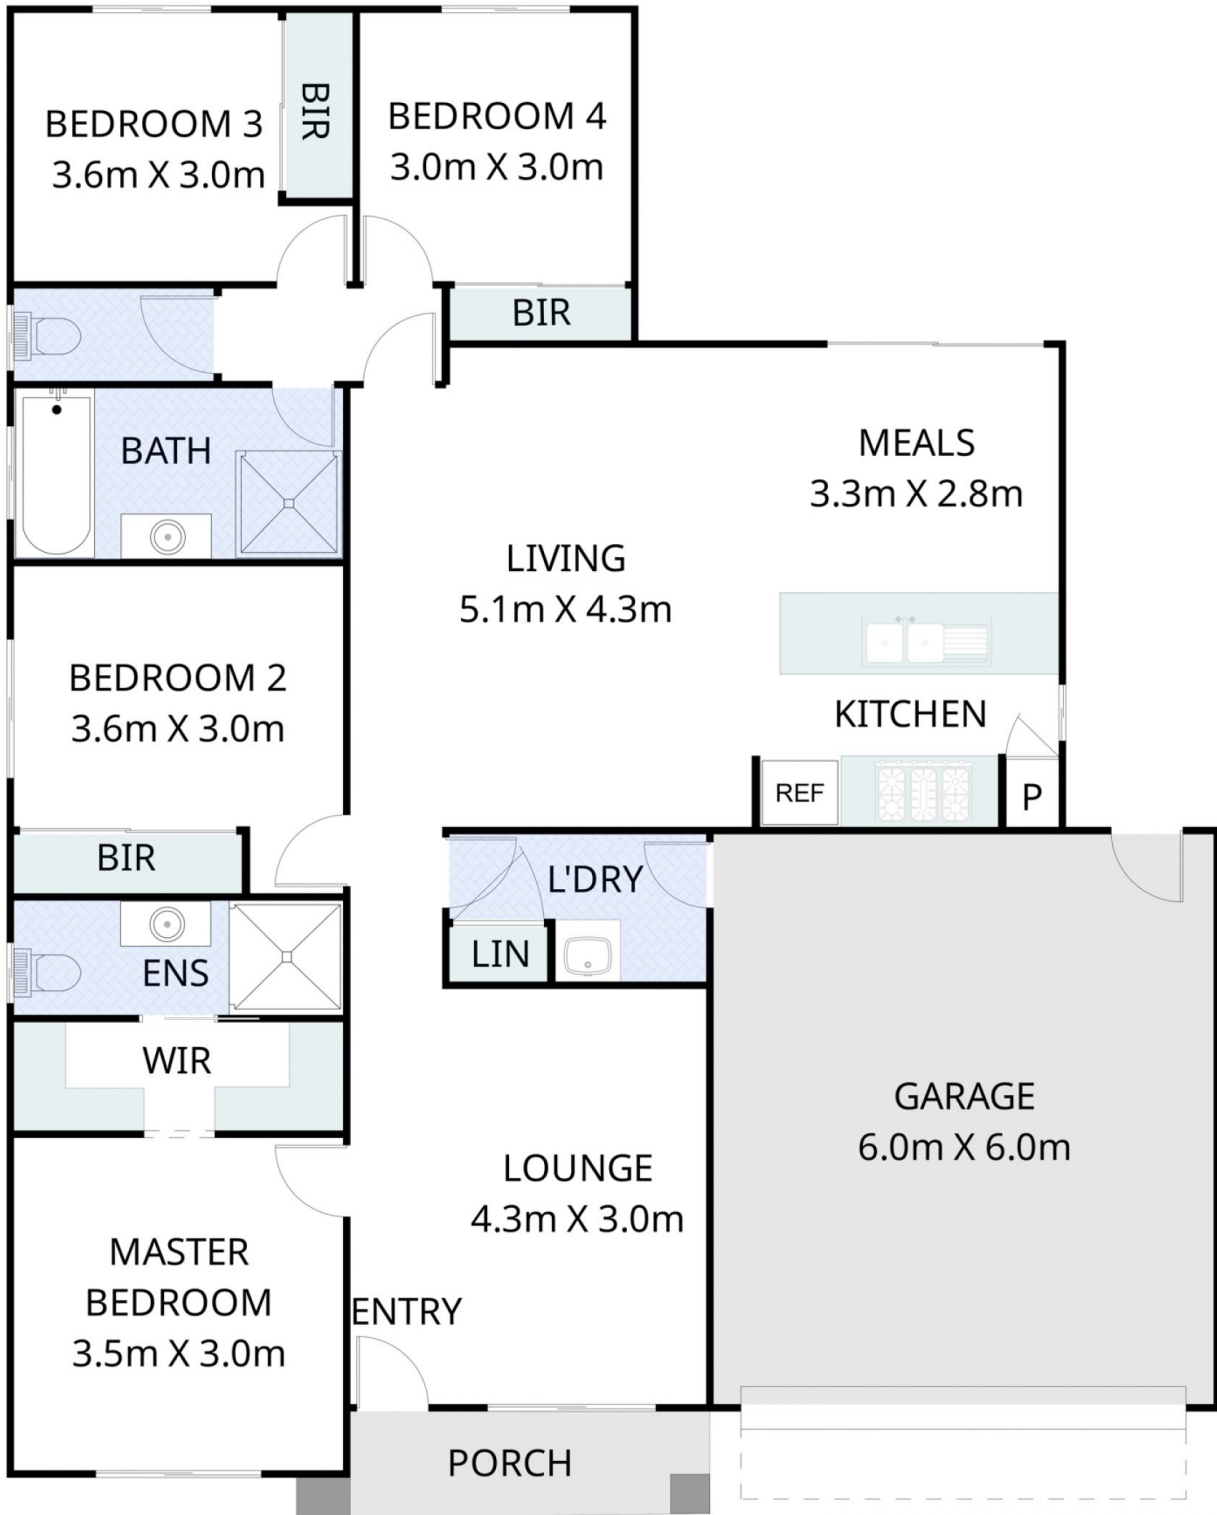 BEDROOM 3
3.6m X 3.0m
BIR
BEDROOM 4
3.0m X 3.0m
BIR
BATH
MEALS
3.3m X 2.8m
LIVING
5.1m X 4.3m
BEDROOM 2
3.6m X 3.0m
KITCHEN
REF
P
BIR
L'DRY
LIN
ENS
WIR
GARAGE
6.0m X 6.0m
LOUNGE
4.3m X 3.0m
MASTER
BEDROOM
3.5m X 3.0m
ENTRY
PORCH